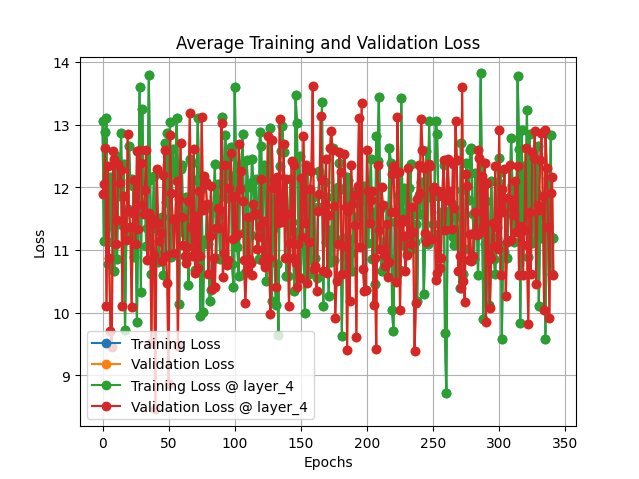 Average Training and Validation Loss
14
13
12
11
10
9
Loss
Training Loss
Validation Loss
Training Loss @ layer_4
Validation Loss @ layer_4
0 50 100 150 200 250 300 350
Epochs